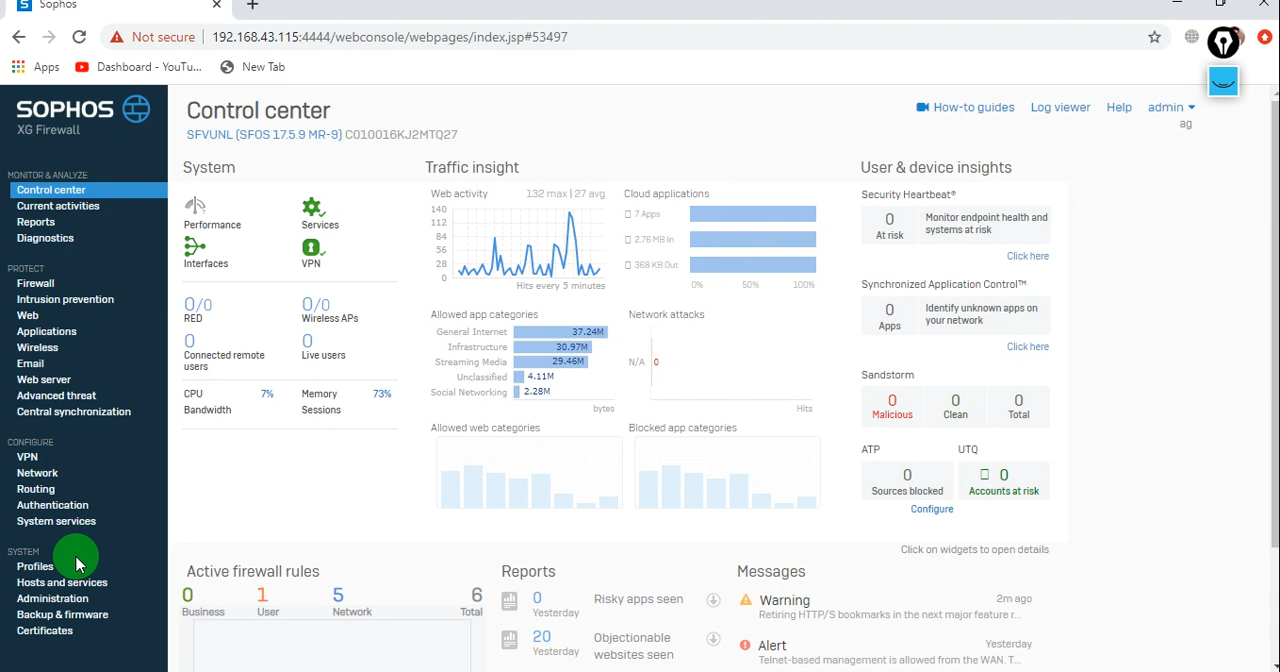 Sophos
Not secure 192.168.43.115:4444/webconsole/webpages/index.jsp#53497
Apps Dashboard - YouTu... New Tab
SOPHOS
XG Firewall
MONITOR & ANALYZE
Control center
Current activities
Reports
Diagnostics
PROTECT
Firewall
Intrusion prevention
Web
Applications
Wireless
Email
Web server
Advanced threat
Central synchronization
CONFIGURE
VPN
Network
Routing
Authentication
System services
SYSTEM
Profiles
Hosts and services
Administration
Backup & firmware
Certificates
Control center
SFVUNL (SFOS 17.5.9 MR-9) C010016KJ2MTQ27
How-to guides Log viewer Help admin
ag
System
Performance Services
Interfaces VPN
0/0 0/0
RED Wireless APs
0 0
Connected remote users Live users
CPU 7% Memory 73%
Bandwidth Sessions
Traffic insight
Web activity 132 max | 27 avg
140
112
84
56
28
0
Hits every 5 minutes
Cloud applications
7 Apps
2.76 MB In
368 KB Out
0% 50% 100%
Allowed app categories
General Internet 37.24M
Infrastructure 30.97M
Streaming Media 29.46M
Unclassified 4.11M
Social Networking 2.28M
bytes
Network attacks
N/A 0
Hits
Allowed web categories
Blocked app categories
User & device insights
Security Heartbeat®
0
At risk
Monitor endpoint health and
systems at risk
Click here
Synchronized Application Control™
0
Apps
Identify unknown apps on
your network
Click here
Sandstorm
0 0 0
Malicious Clean Total
ATP UTQ
0 0
Sources blocked Accounts at risk
Configure
Click on widgets to open details
Active firewall rules
0 1 5 6
Business User Network Total
Reports
0 Risky apps seen
Yesterday
20 Objectionable
Yesterday websites seen
Messages
Warning 2m ago
Retiring HTTP/S bookmarks in the next major feature r...
Alert Yesterday
Telnet-based management is allowed from the WAN. T...